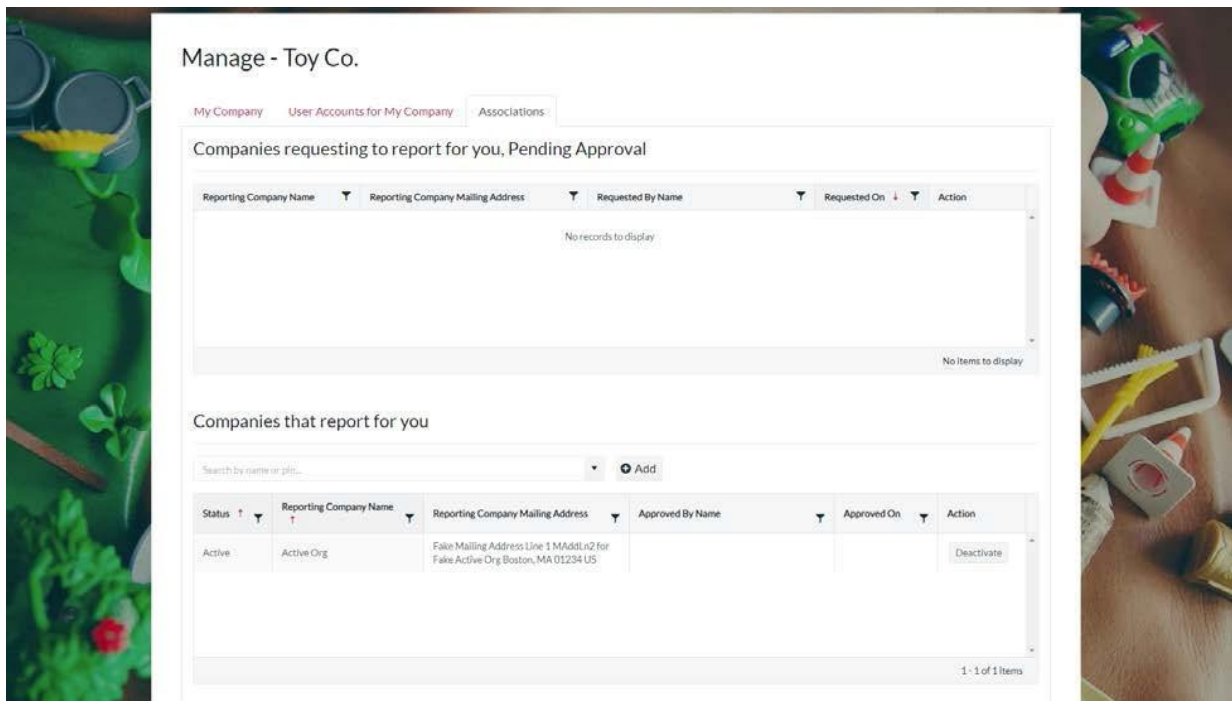 Manage - Toy Co.
My Company User Accounts for My Company Associations
Companies requesting to report for you, Pending Approval
Reporting Company Name Reporting Company Mailing Address Requested By Name Requested On ↓ Action
No records to display
No items to display
Companies that report for you
Search by name or pin...
Add
Status ↑ Reporting Company Name ↑ Reporting Company Mailing Address Approved By Name Approved On Action
Active Active Org Fake Mailing Address Line 1 MAddLn2 for
Fake Active Org Boston, MA 01234 US Deactivate
1 - 1 of 1 items